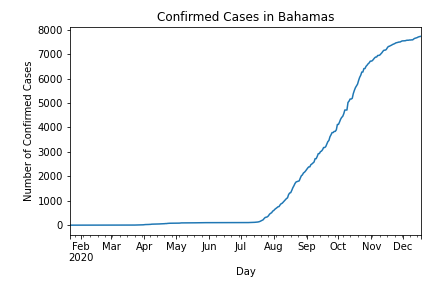 Confirmed Cases in Bahamas
Number of Confirmed Cases
8000
7000
6000
5000
4000
3000
2000
1000
0
Feb Mar Apr May Jun Jul Aug Sep Oct Nov Dec
2020
Day